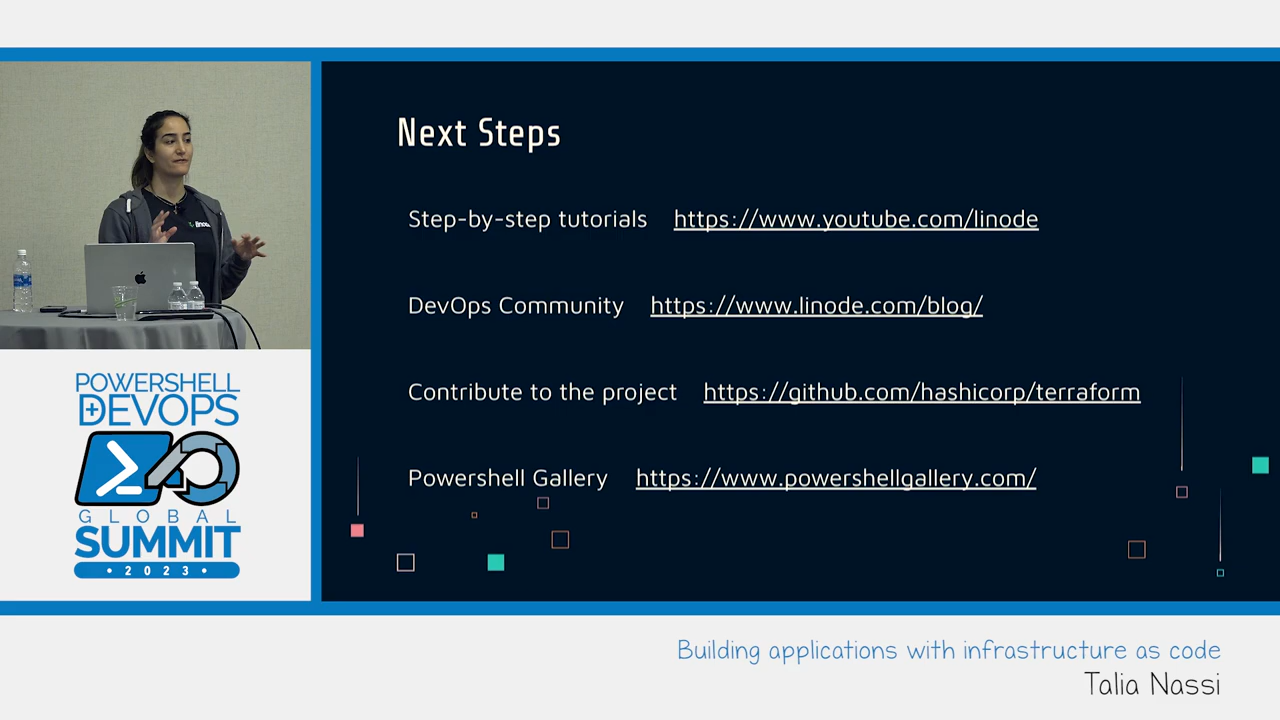 Next Steps
Step-by-step tutorials https://www.youtube.com/linode
DevOps Community https://www.linode.com/blog/
Contribute to the project https://github.com/hashicorp/terraform
Powershell Gallery https://www.powershellgallery.com/
linode
POWERSHELL
+DEVOPS
GLOBAL
SUMMIT
• 2023 •
Building applications with infrastructure as code
Talia Nassi